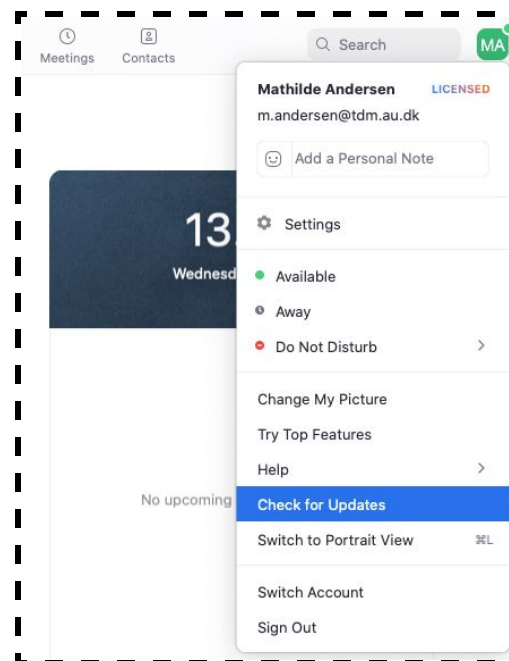 Meetings
Contacts
Search
MA
Mathilde Andersen
LICENSED
m.andersen@tdm.au.dk
Add a Personal Note
13
Wednesd
Settings
Available
Away
Do Not Disturb
Change My Picture
Try Top Features
Help
No upcoming
Check for Updates
Switch to Portrait View
⌘L
Switch Account
Sign Out